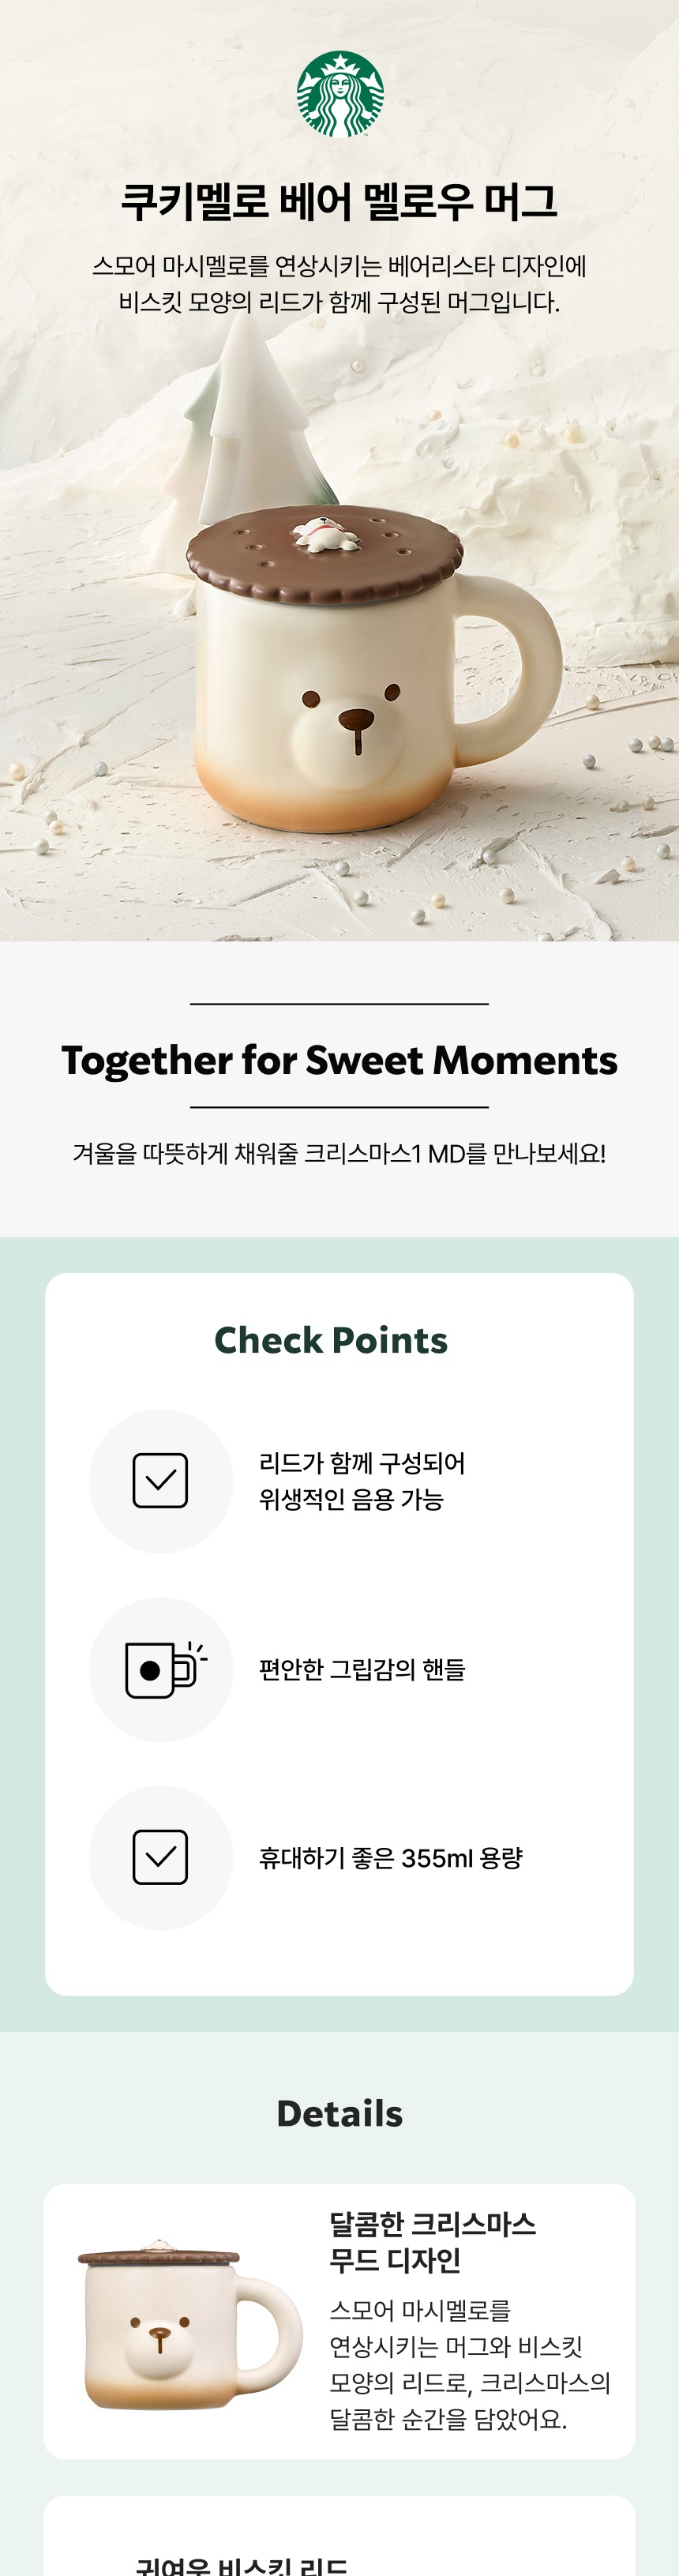 쿠키멜로 베어 멜로우 머그
스모어 마시멜로를 연상시키는 베어리스타 디자인에
비스킷 모양의 리드가 함께 구성된 머그입니다.
Together for Sweet Moments
겨울을 따뜻하게 채워줄 크리스마스1 MD를 만나보세요!
Check Points
리드가 함께 구성되어
위생적인 음용 가능
편안한 그립감의 핸들
휴대하기 좋은 355ml 용량
Details
달콤한 크리스마스
무드 디자인
스모어 마시멜로를
연상시키는 머그와 비스킷
모양의 리드로, 크리스마스의
달콤한 순간을 담았어요.
귀여운 비스킷 리드